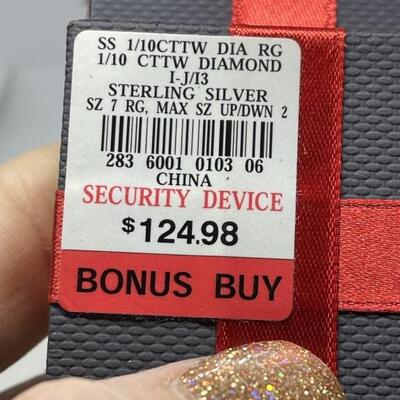 SS 1/10CTTW DIA RG
1/10 CTTW DIAMOND
I-J/I3
STERLING SILVER
SZ 7 RG, MAX SZ UP/DWN 2
283 6001 0103 06
CHINA
SECURITY DEVICE
$124.98
BONUS BUY